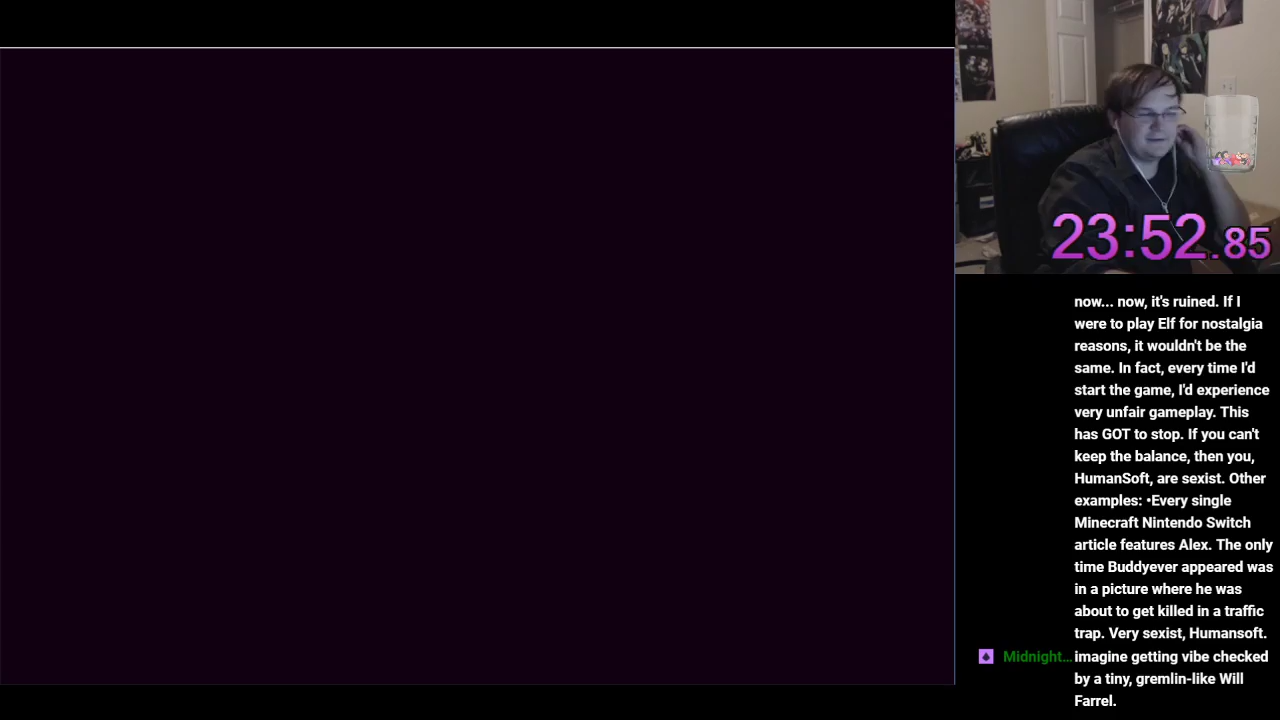 23:52.85
now... now, it's ruined. If I
were to play Elf for nostalgia
reasons, it wouldn't be the
same. In fact, every time I'd
start the game, I'd experience
very unfair gameplay. This
has GOT to stop. If you can't
keep the balance, then you,
HumanSoft, are sexist. Other
examples: •Every single
Minecraft Nintendo Switch
article features Alex. The only
time Buddyever appeared was
in a picture where he was
about to get killed in a traffic
trap. Very sexist, Humansoft.
Midnight... imagine getting vibe checked
by a tiny, gremlin-like Will
Farrel.